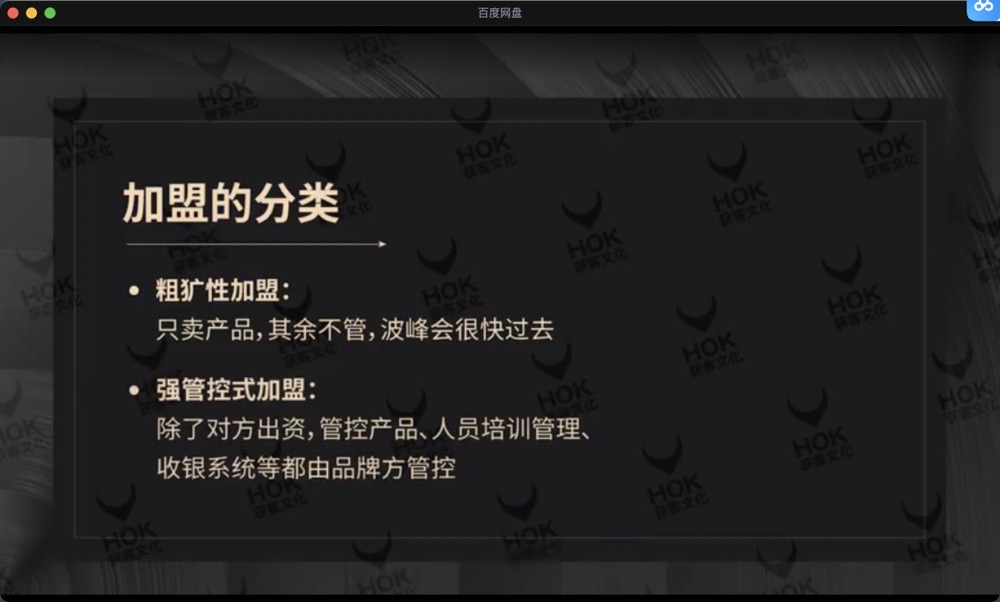 百度网盘
加盟的分类
• 粗犷性加盟：
只卖产品，其余不管，波峰会很快过去
• 强管控式加盟：
除了对方出资，管控产品、人员培训管理、
收银系统等都由品牌方管控
HOK
获客文化